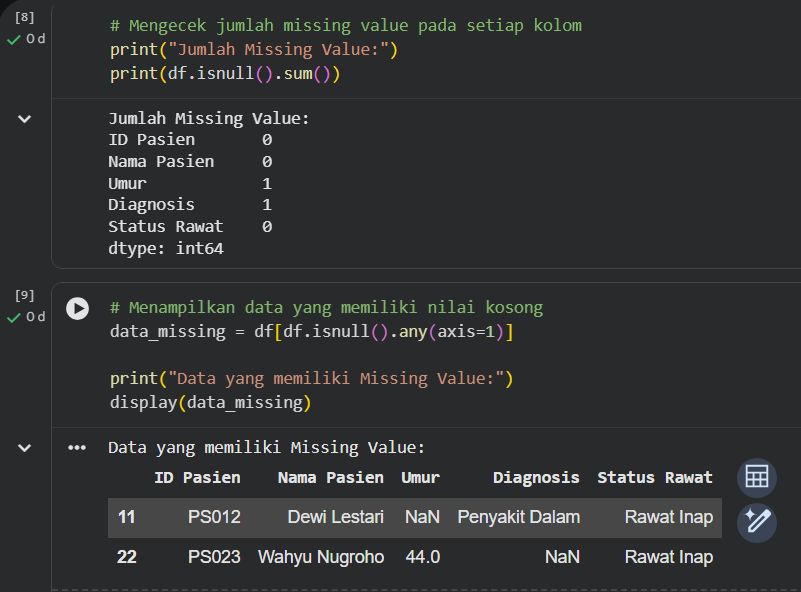 [8]
0 d
# Mengecek jumlah missing value pada setiap kolom
print("Jumlah Missing Value:")
print(df.isnull().sum())
Jumlah Missing Value:
ID Pasien 0
Nama Pasien 0
Umur 1
Diagnosis 1
Status Rawat 0
dtype: int64
[9]
0 d
# Menampilkan data yang memiliki nilai kosong
data_missing = df[df.isnull().any(axis=1)]
print("Data yang memiliki Missing Value:")
display(data_missing)
Data yang memiliki Missing Value:
ID Pasien Nama Pasien Umur Diagnosis Status Rawat
11 PS012 Dewi Lestari NaN Penyakit Dalam Rawat Inap
22 PS023 Wahyu Nugroho 44.0 NaN Rawat Inap